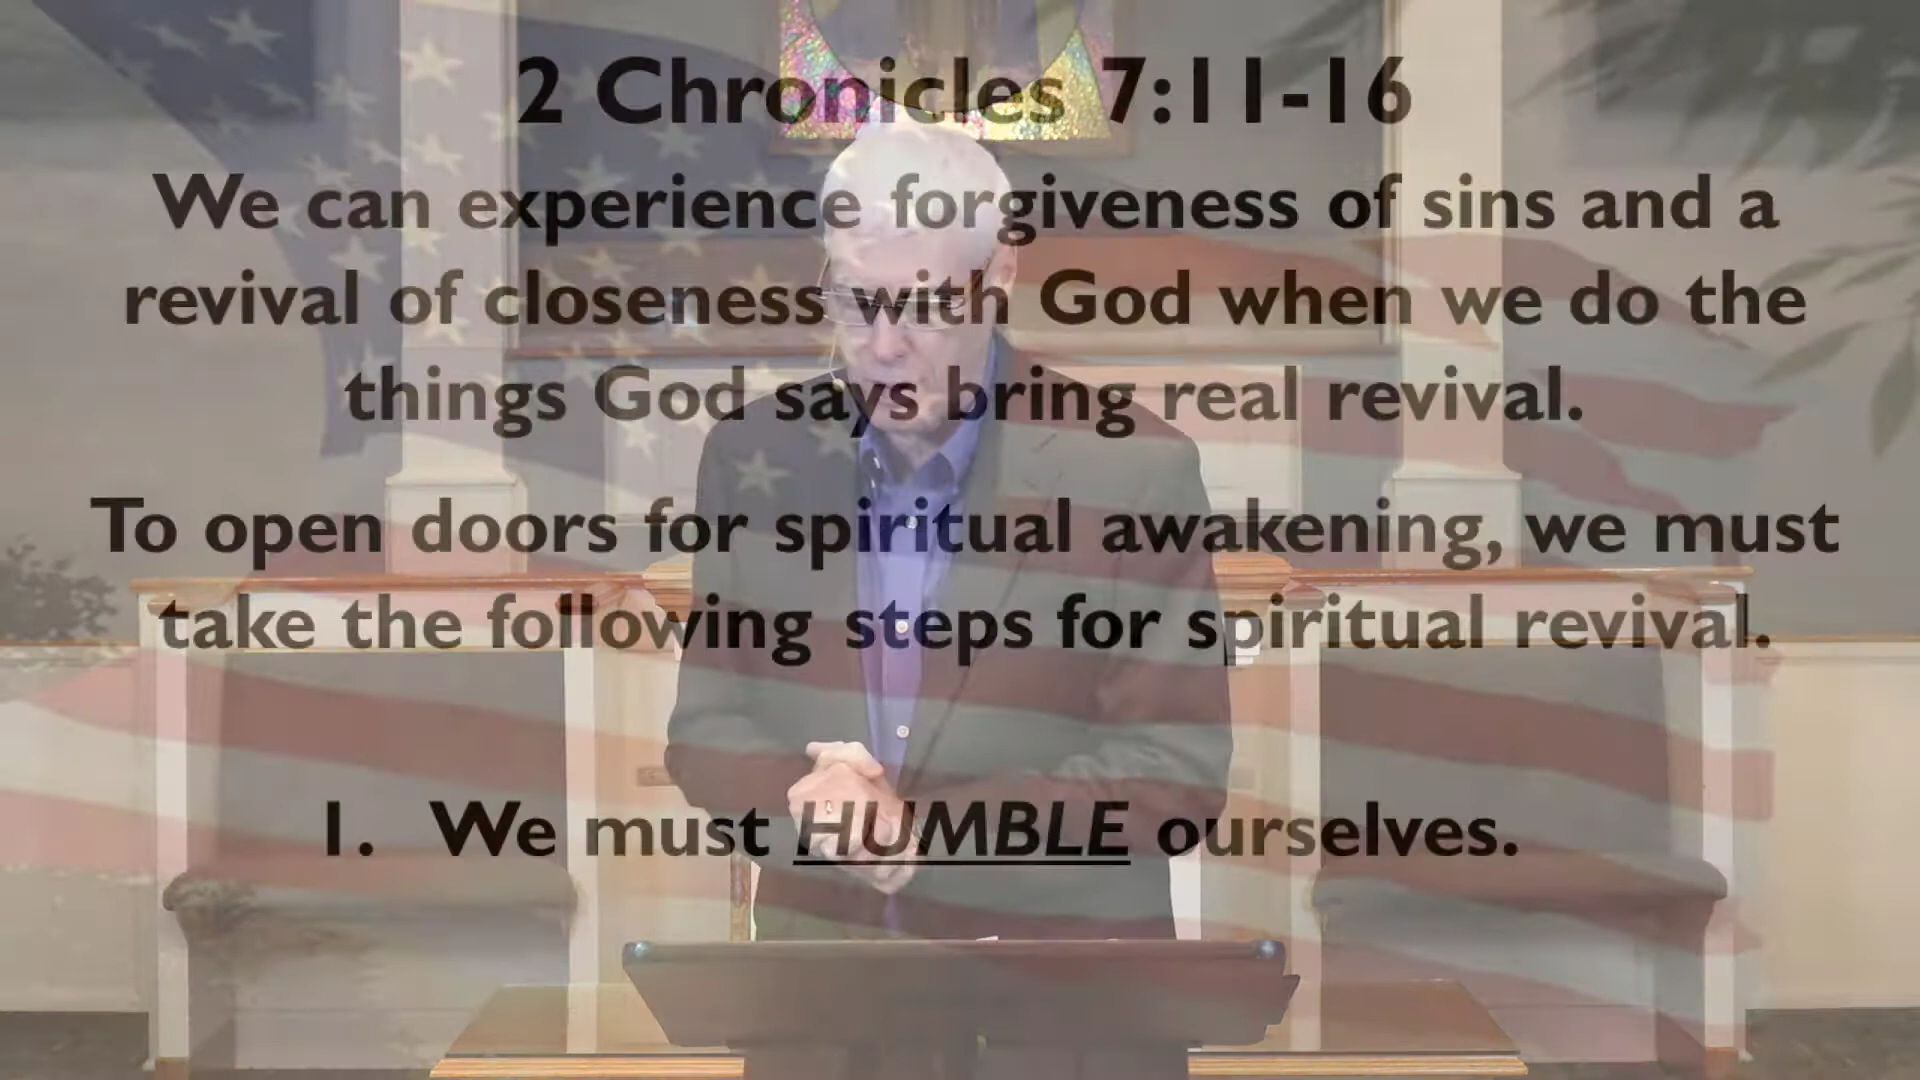 2 Chronicles 7:11-16
We can experience forgiveness of sins and a
revival of closeness with God when we do the
things God says bring real revival.
To open doors for spiritual awakening, we must
take the following steps for spiritual revival.
1. We must HUMBLE ourselves.